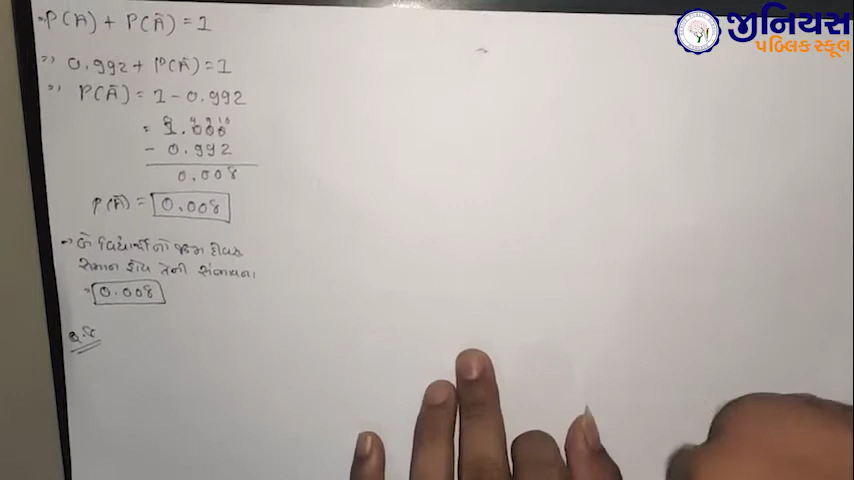 જીનિયસ
પબ્લિક સ્કૂલ
P(A) + P(Ā) = 1
⇒ 0.992 + P(Ā) = 1
⇒ P(Ā) = 1 - 0.992
= 1.000
- 0.992
0.008
P(Ā) = 0.008
→ બે વિદ્યાર્થીનો જન્મ દીવસ
સમાન હોય તેની સંભાવના
= 0.008